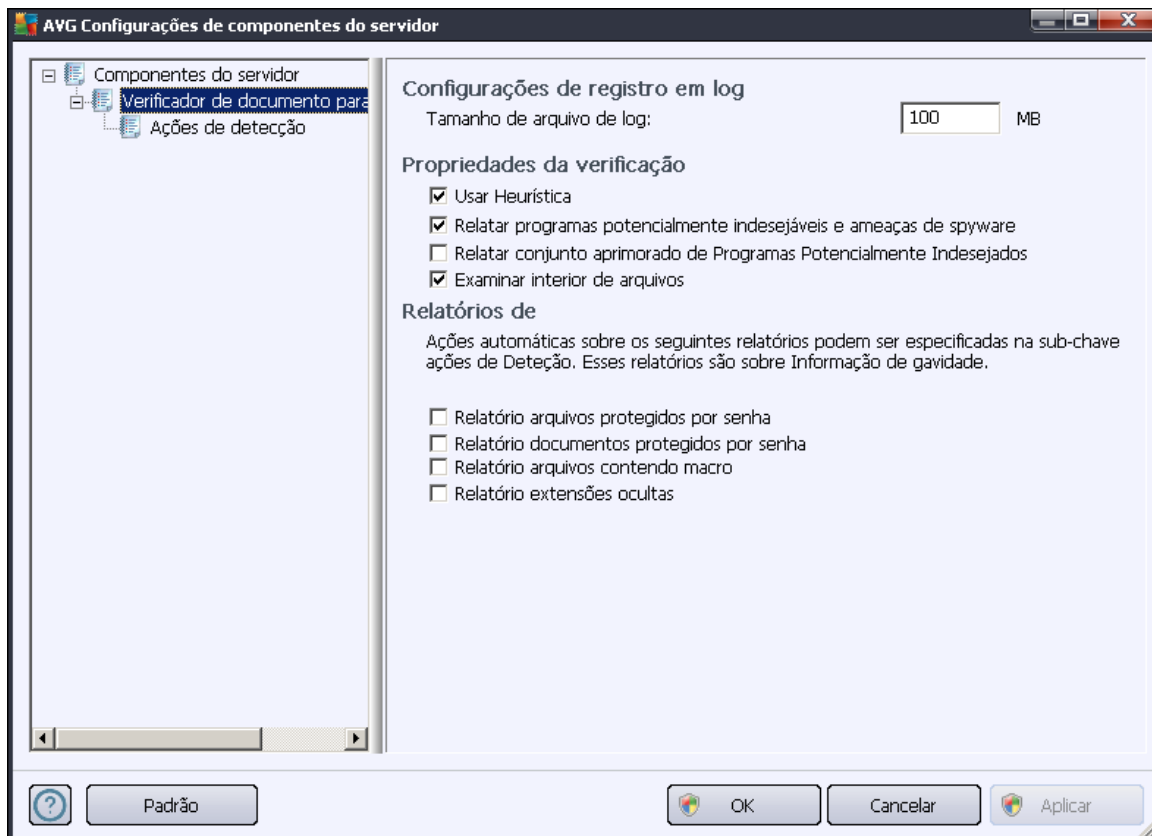 AVG Configurações de componentes do servidor
Componentes do servidor
Verificador de documento para
Ações de detecção
Configurações de registro em log
Tamanho de arquivo de log:
100
MB
Propriedades da verificação
Usar Heurística
Relatar programas potencialmente indesejáveis e ameaças de spyware
Relatar conjunto aprimorado de Programas Potencialmente Indesejados
Examinar interior de arquivos
Relatórios de
Ações automáticas sobre os seguintes relatórios podem ser especificadas na sub-chave
ações de Deteção. Esses relatórios são sobre Informação de gavidade.
Relatório arquivos protegidos por senha
Relatório documentos protegidos por senha
Relatório arquivos contendo macro
Relatório extensões ocultas
?
Padrão
OK
Cancelar
Aplicar